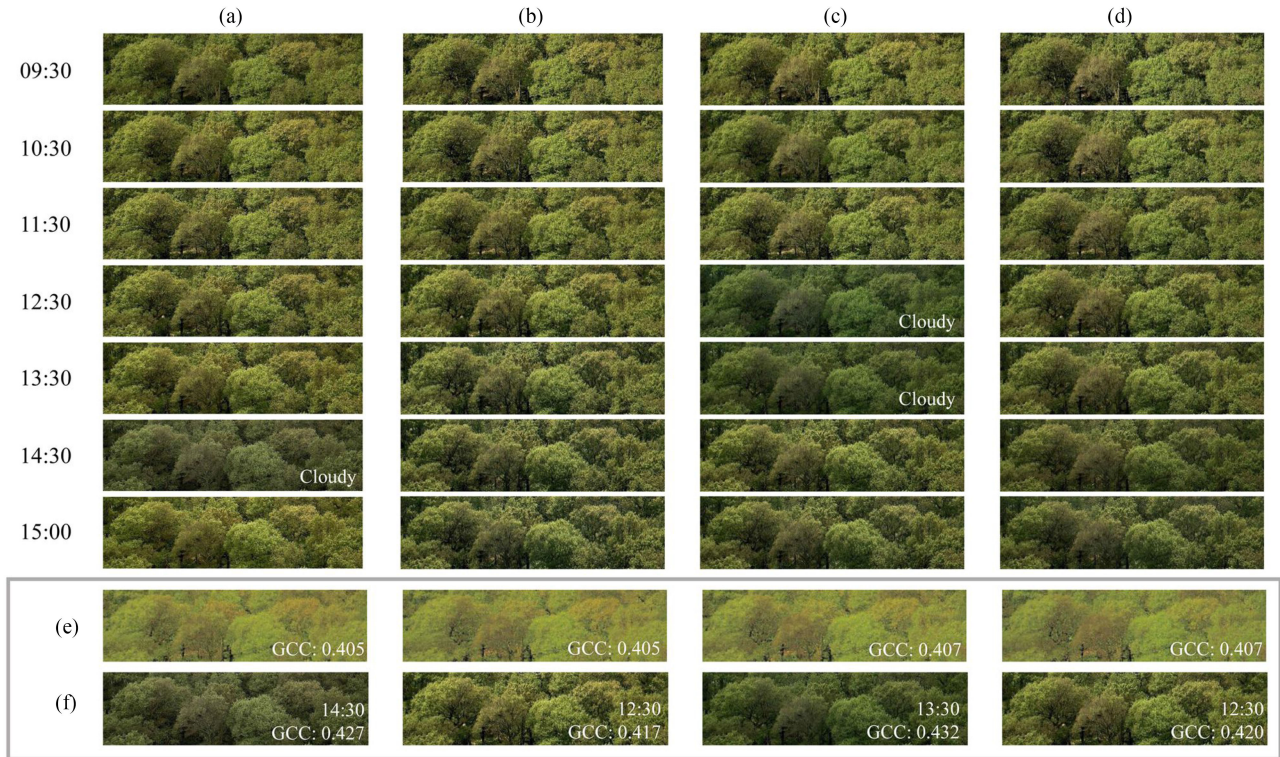 (a) (b) (c) (d)
09:30
10:30
11:30
12:30
Cloudy
13:30
Cloudy
14:30
Cloudy
15:00
(e)
GCC: 0.405
GCC: 0.405
GCC: 0.407
GCC: 0.407
(f)
14:30
GCC: 0.427
12:30
GCC: 0.417
13:30
GCC: 0.432
12:30
GCC: 0.420